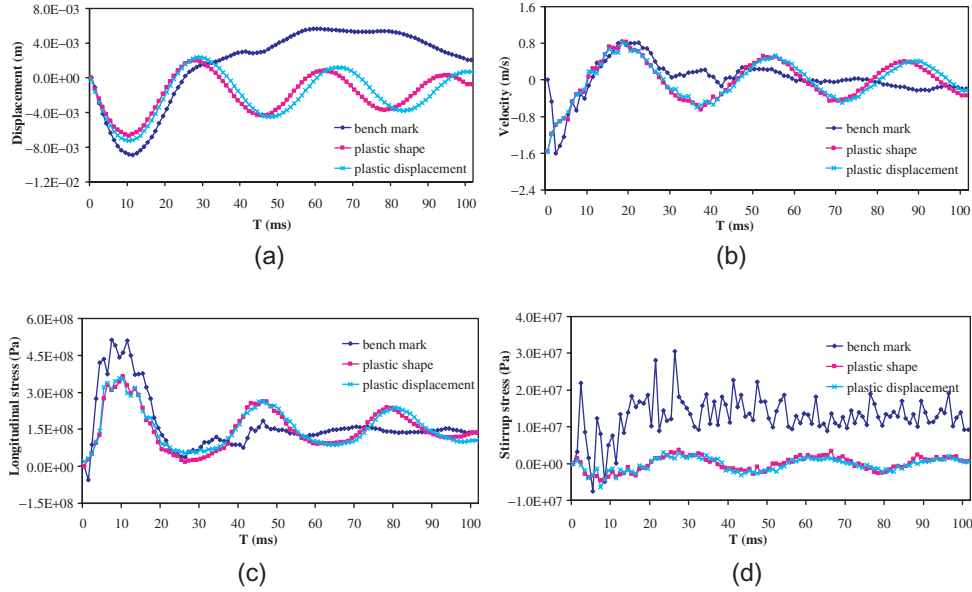 8.0E−03
4.0E−03
0.00E+00
−4.0E−03
−8.0E−03
−1.2E−02
Displacement (m)
bench mark
plastic shape
plastic displacement
0 10 20 30 40 50 60 70 80 90 100
T (ms)
(a)
1.6
0.8
0
−0.8
−1.6
−2.4
Velocity (m/s)
bench mark
plastic shape
plastic displacement
0 10 20 30 40 50 60 70 80 90 100
T (ms)
(b)
6.0E+08
4.5E+08
3.0E+08
1.5E+08
0.0E+00
−1.5E+08
Longitudinal stress (Pa)
bench mark
plastic shape
plastic displacement
0 10 20 30 40 50 60 70 80 90 100
T (ms)
(c)
4.0E+07
3.0E+07
2.0E+07
1.0E+07
0.0E+00
−1.0E+07
Stirrup stress (Pa)
bench mark
plastic shape
plastic displacement
0 10 20 30 40 50 60 70 80 90 100
T (ms)
(d)